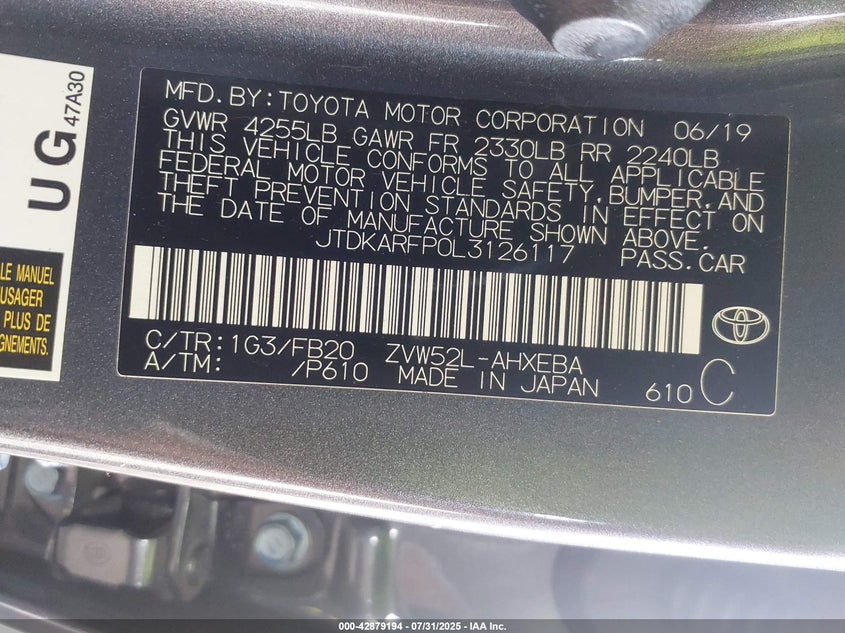 UG
47A30
LE MANUEL
USAGER
PLUS DE
GNEMENTS.
MFD. BY: TOYOTA MOTOR CORPORATION 06/19
GVWR 4255LB GAWR FR 2330LB RR 2240LB
THIS VEHICLE CONFORMS TO ALL APPLICABLE
FEDERAL MOTOR VEHICLE SAFETY, BUMPER, AND
THEFT PREVENTION STANDARDS IN EFFECT ON
THE DATE OF MANUFACTURE SHOWN ABOVE.
JTDKARFP0L3126117 PASS. CAR
C/TR: 1G3/FB20 ZVW52L-AHXEBA
A/TM: /P610 MADE IN JAPAN 610 C
000-42879194 - 07/31/2025 - IAA Inc.